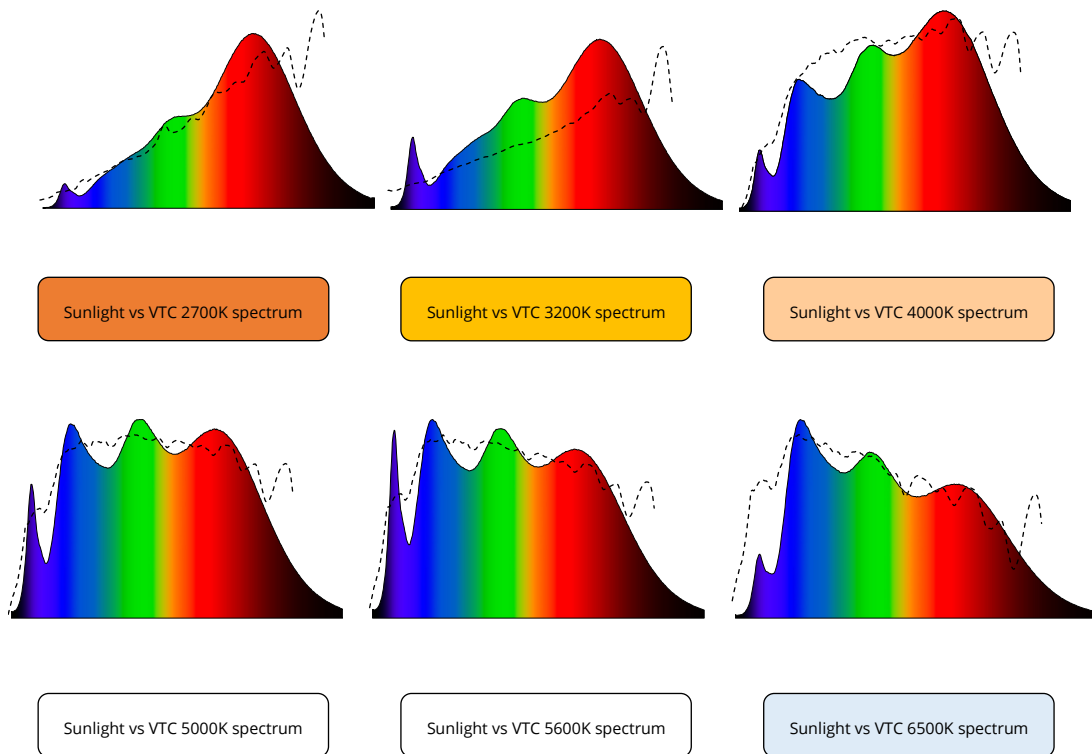 Sunlight vs VTC 2700K spectrum
Sunlight vs VTC 3200K spectrum
Sunlight vs VTC 4000K spectrum
Sunlight vs VTC 5000K spectrum
Sunlight vs VTC 5600K spectrum
Sunlight vs VTC 6500K spectrum